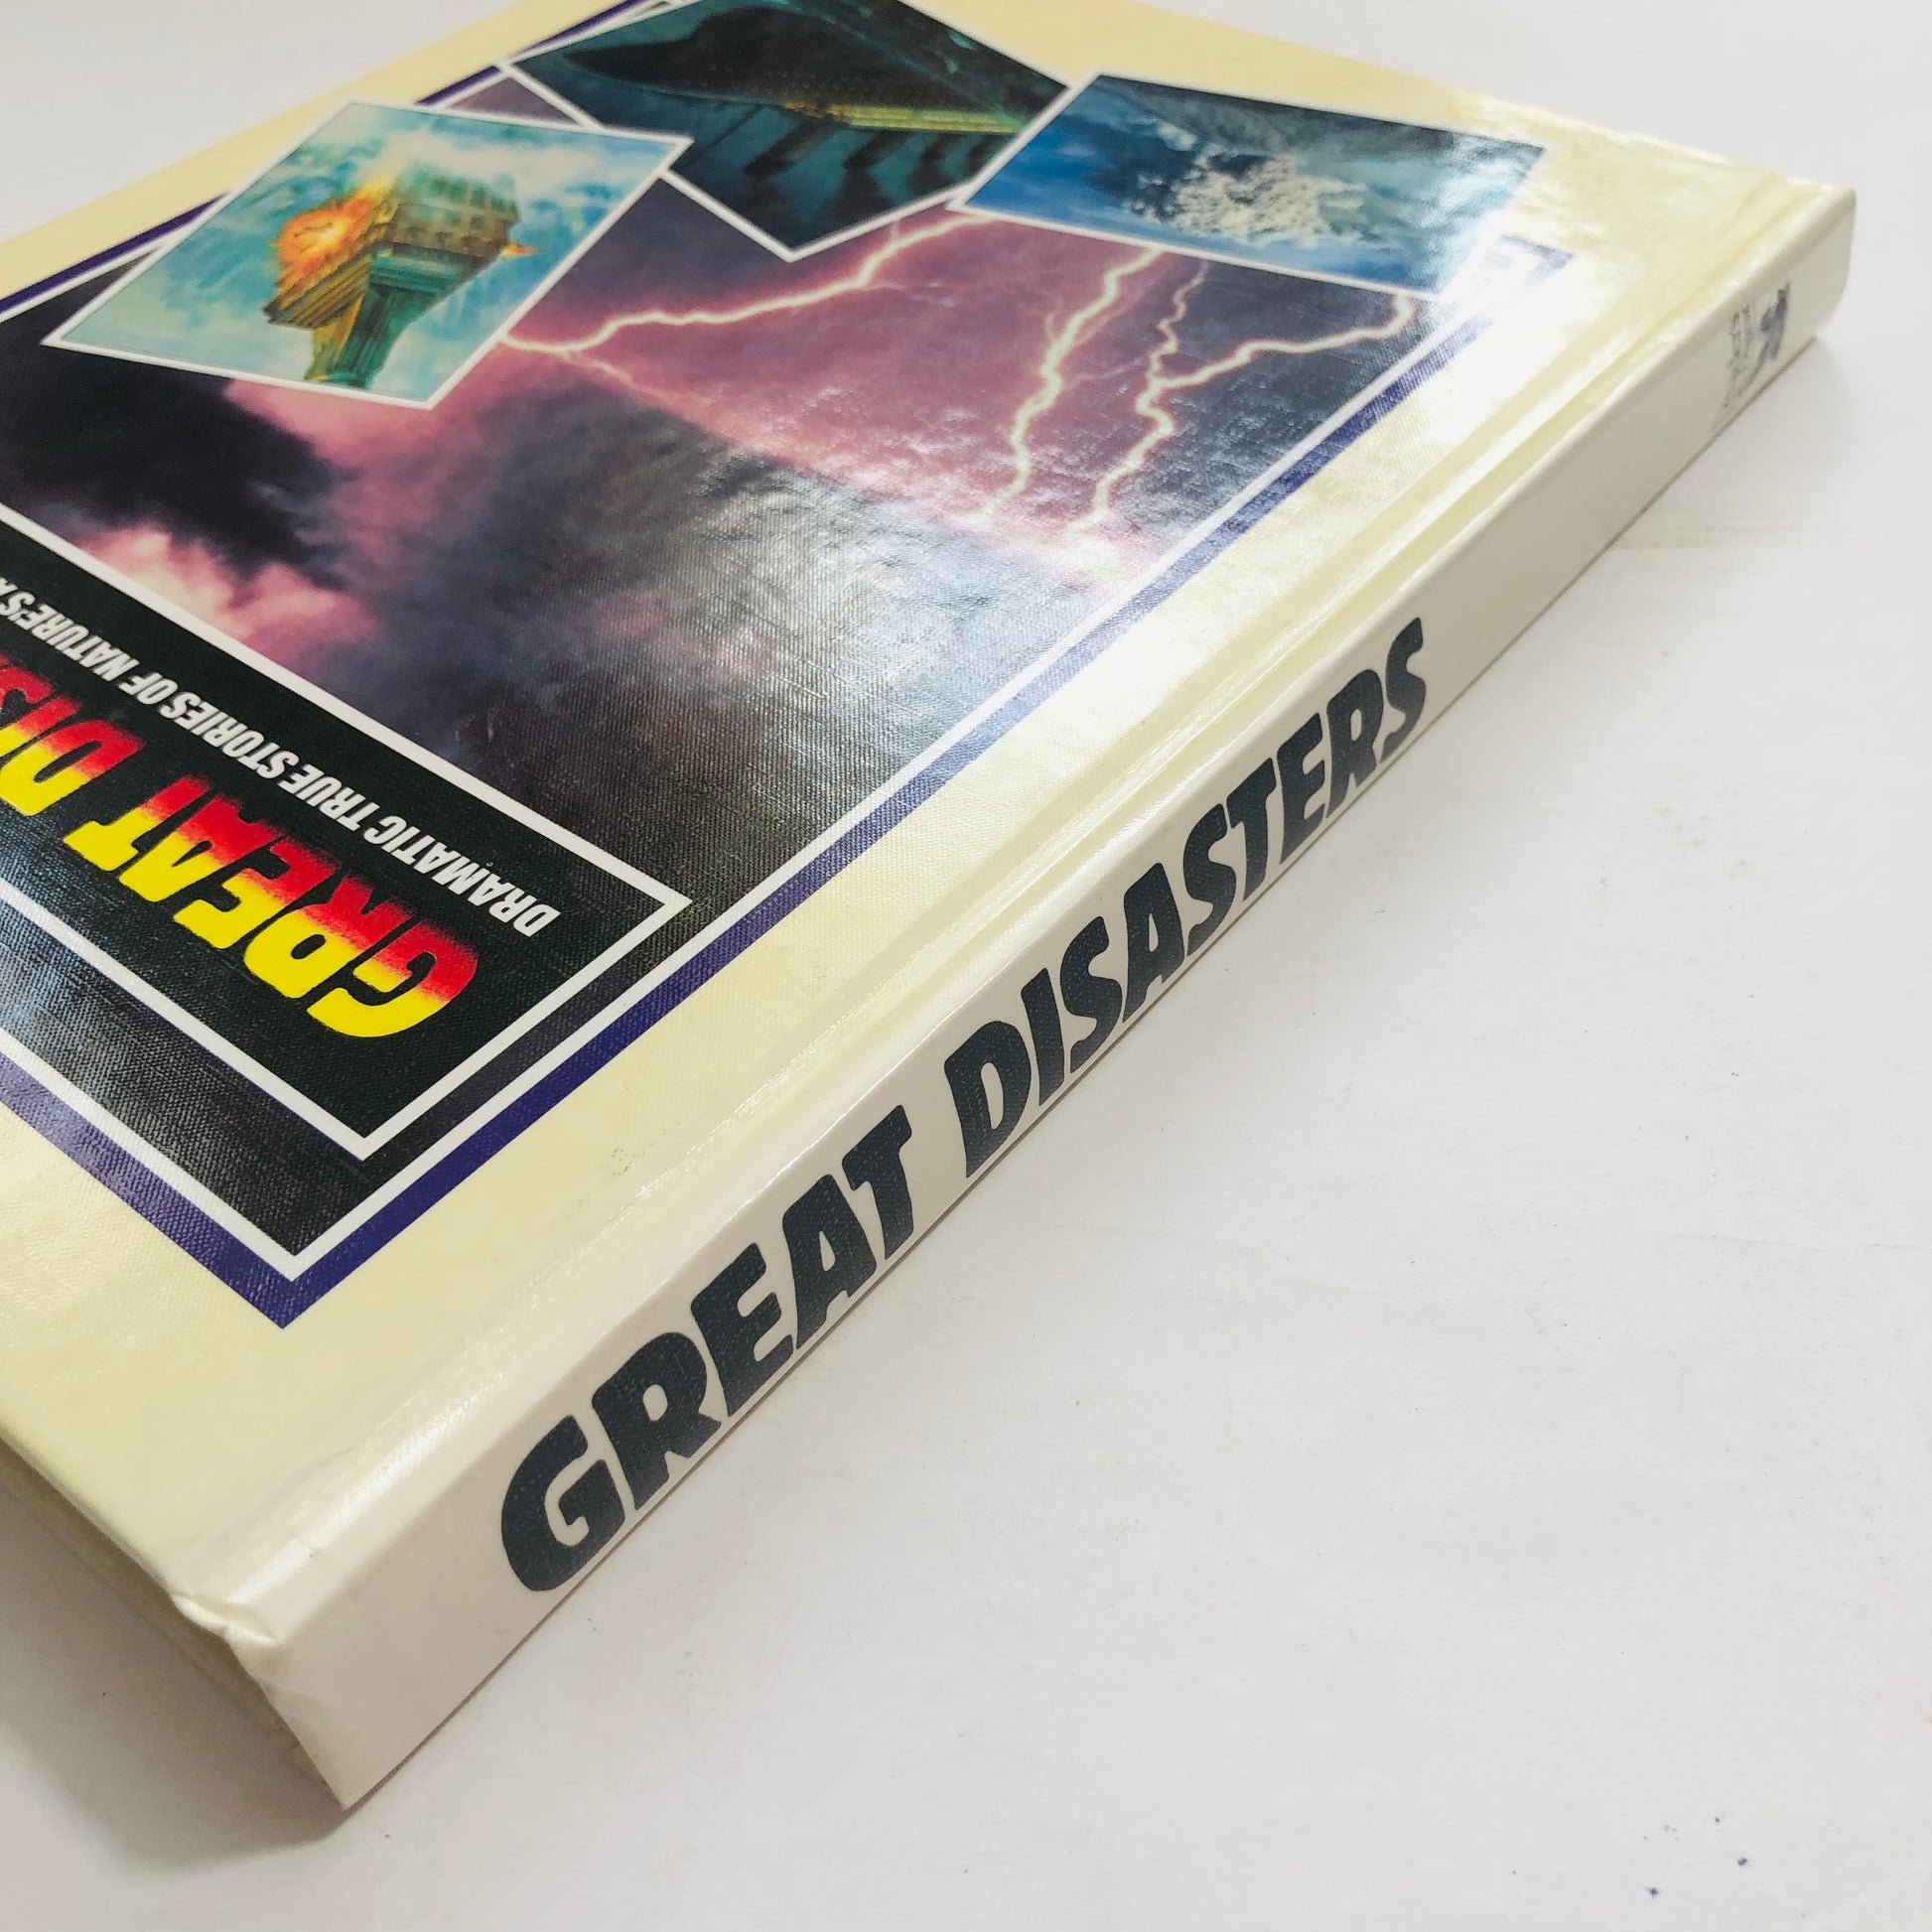 GREAT DIS
DRAMATIC TRUE STORIES OF NATURE'S
GREAT DISASTERS